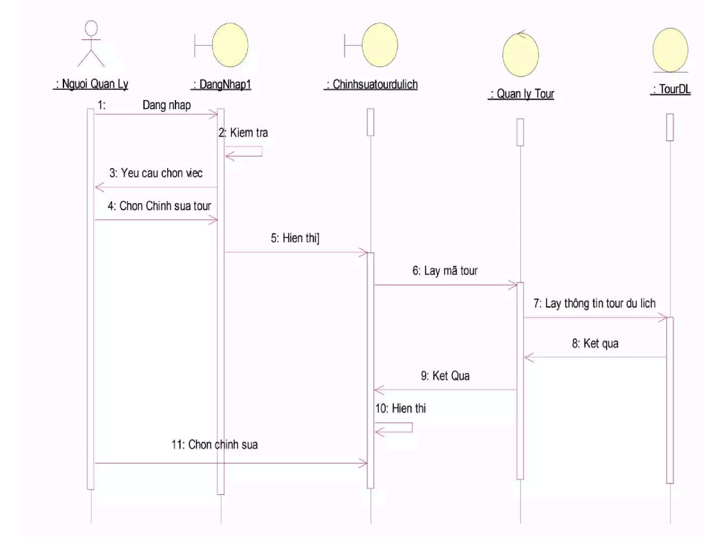 : Nguoi Quan Ly
: DangNhap1
: Chinhsuatourdulich
: Quan ly Tour
: TourDL
1: Dang nhap
2: Kiem tra
3: Yeu cau chon viec
4: Chon Chinh sua tour
5: Hien thi]
6: Lay mã tour
7: Lay thông tin tour du lich
8: Ket qua
9: Ket Qua
10: Hien thi
11: Chon chinh sua